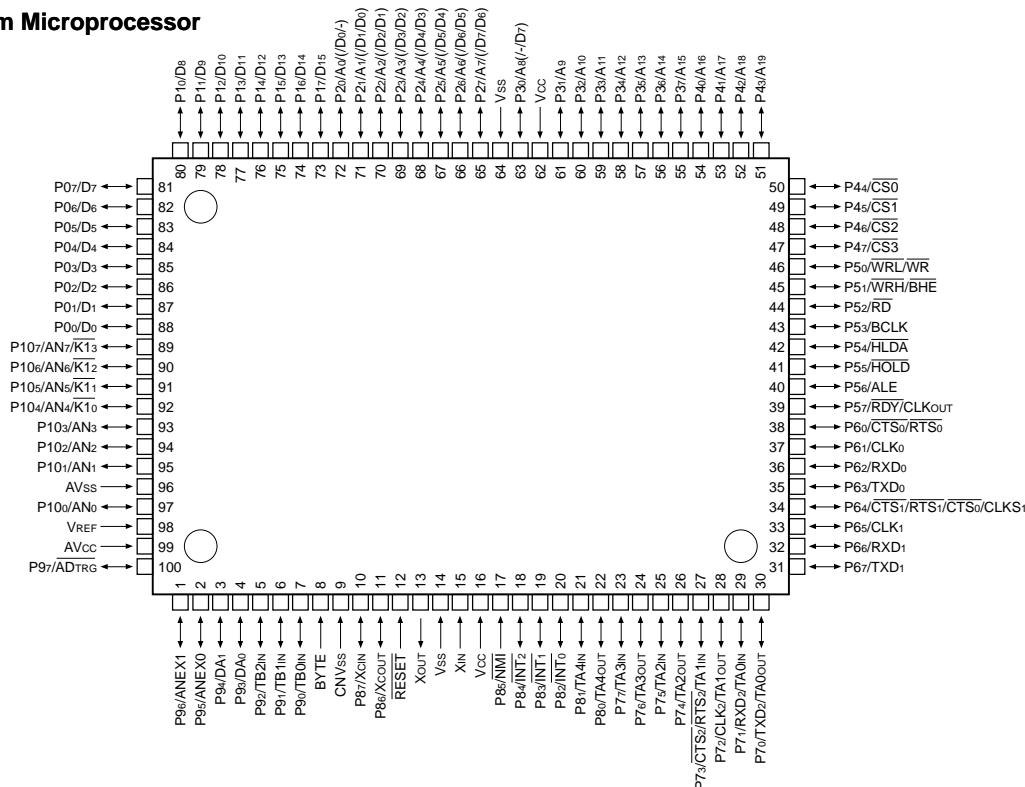 m Microprocessor
P10/D8
P11/D9
P12/D10
P13/D11
P14/D12
P15/D13
P16/D14
P17/D15
P20/A0(/D0/-)
P21/A1(/D1/D0)
P22/A2(/D2/D1)
P23/A3(/D3/D2)
P24/A4(/D4/D3)
P25/A5(/D5/D4)
P26/A6(/D6/D5)
P27/A7(/D7/D6)
Vss
P30/A8(/-/D7)
Vcc
P31/A9
P32/A10
P33/A11
P34/A12
P35/A13
P36/A14
P37/A15
P40/A16
P41/A17
P42/A18
P43/A19
80 79 78 77 76 75 74 73 72 71 70 69 68 67 66 65 64 63 62 61 60 59 58 57 56 55 54 53 52 51
P07/D7 81
P06/D6 82
P05/D5 83
P04/D4 84
P03/D3 85
P02/D2 86
P01/D1 87
P00/D0 88
P107/AN7/K13 89
P106/AN6/K12 90
P105/AN5/K11 91
P104/AN4/K10 92
P103/AN3 93
P102/AN2 94
P101/AN1 95
AVss 96
P100/AN0 97
VREF 98
AVcc 99
P97/ADTRG 100
50 P44/CS0
49 P45/CS1
48 P46/CS2
47 P47/CS3
46 P50/WRL/WR
45 P51/WRH/BHE
44 P52/RD
43 P53/BCLK
42 P54/HLDA
41 P55/HOLD
40 P56/ALE
39 P57/RDY/CLKOUT
38 P60/CTS0/RTS0
37 P61/CLK0
36 P62/RXD0
35 P63/TXD0
34 P64/CTS1/RTS1/CTS0/CLKS1
33 P65/CLK1
32 P66/RXD1
31 P67/TXD1
1 2 3 4 5 6 7 8 9 10 11 12 13 14 15 16 17 18 19 20 21 22 23 24 25 26 27 28 29 30
P96/ANEX1
P95/ANEX0
P94/DA1
P93/DA0
P92/TB2IN
P91/TB1IN
P90/TB0IN
BYTE
CNVss
P87/XCIN
P86/XCOUT
RESET
XOUT
Vss
XIN
Vcc
P85/NMI
P84/INT2
P83/INT1
P82/INT0
P81/TA4IN
P80/TA4OUT
P77/TA3IN
P76/TA3OUT
P75/TA2IN
P74/TA2OUT
P73/CTS2/RTS2/TA1IN
P72/CLK2/TA1OUT
P71/RXD2/TA0IN
P70/TXD2/TA0OUT